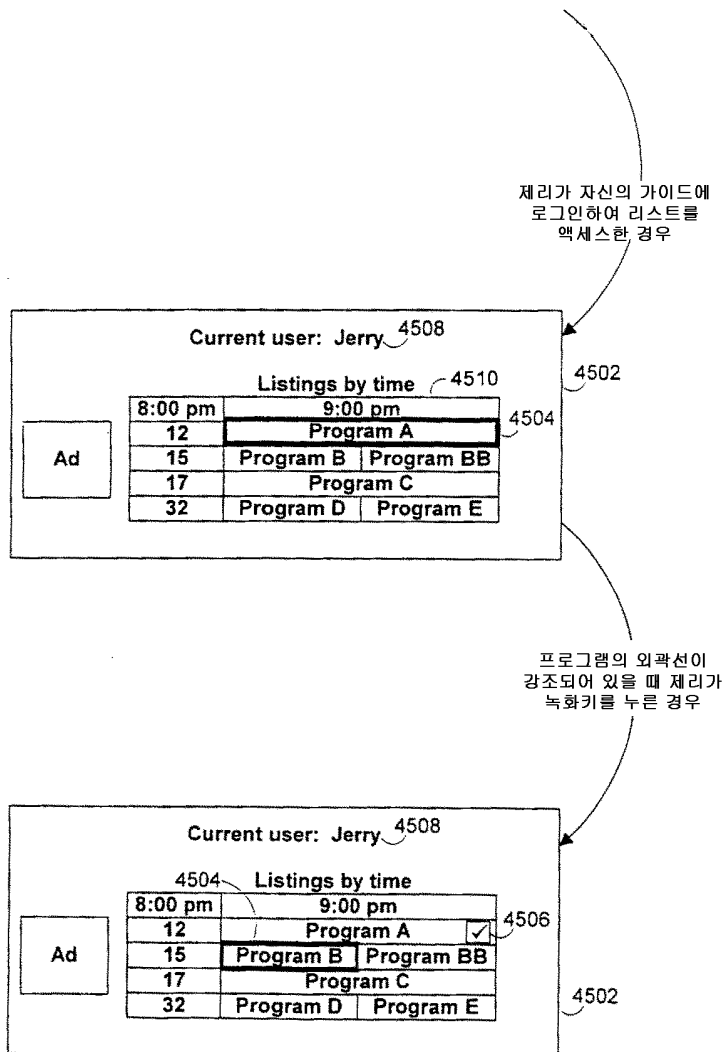 제리가 자신의 가이드에
로그인하여 리스트를
액세스한 경우
Current user: Jerry 4508
4502
Listings by time 4510
8:00 pm 9:00 pm
12 Program A 4504
Ad
15 Program B Program BB
17 Program C
32 Program D Program E
프로그램의 외곽선이
강조되어 있을 때 제리가
녹화키를 누른 경우
Current user: Jerry 4508
4504 Listings by time
8:00 pm 9:00 pm
12 Program A ✓ 4506
Ad
15 Program B Program BB
17 Program C
32 Program D Program E
4502